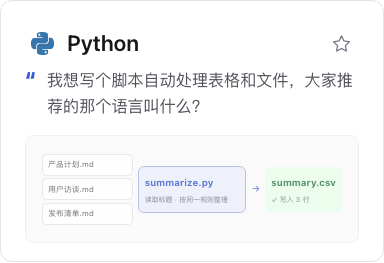 Python
“ 我想写个脚本自动处理表格和文件，大家推
荐的那个语言叫什么？
产品计划.md
用户访谈.md
发布清单.md
summarize.py
读取标题 · 按同一规则整理
→
summary.csv
✓ 写入 3 行